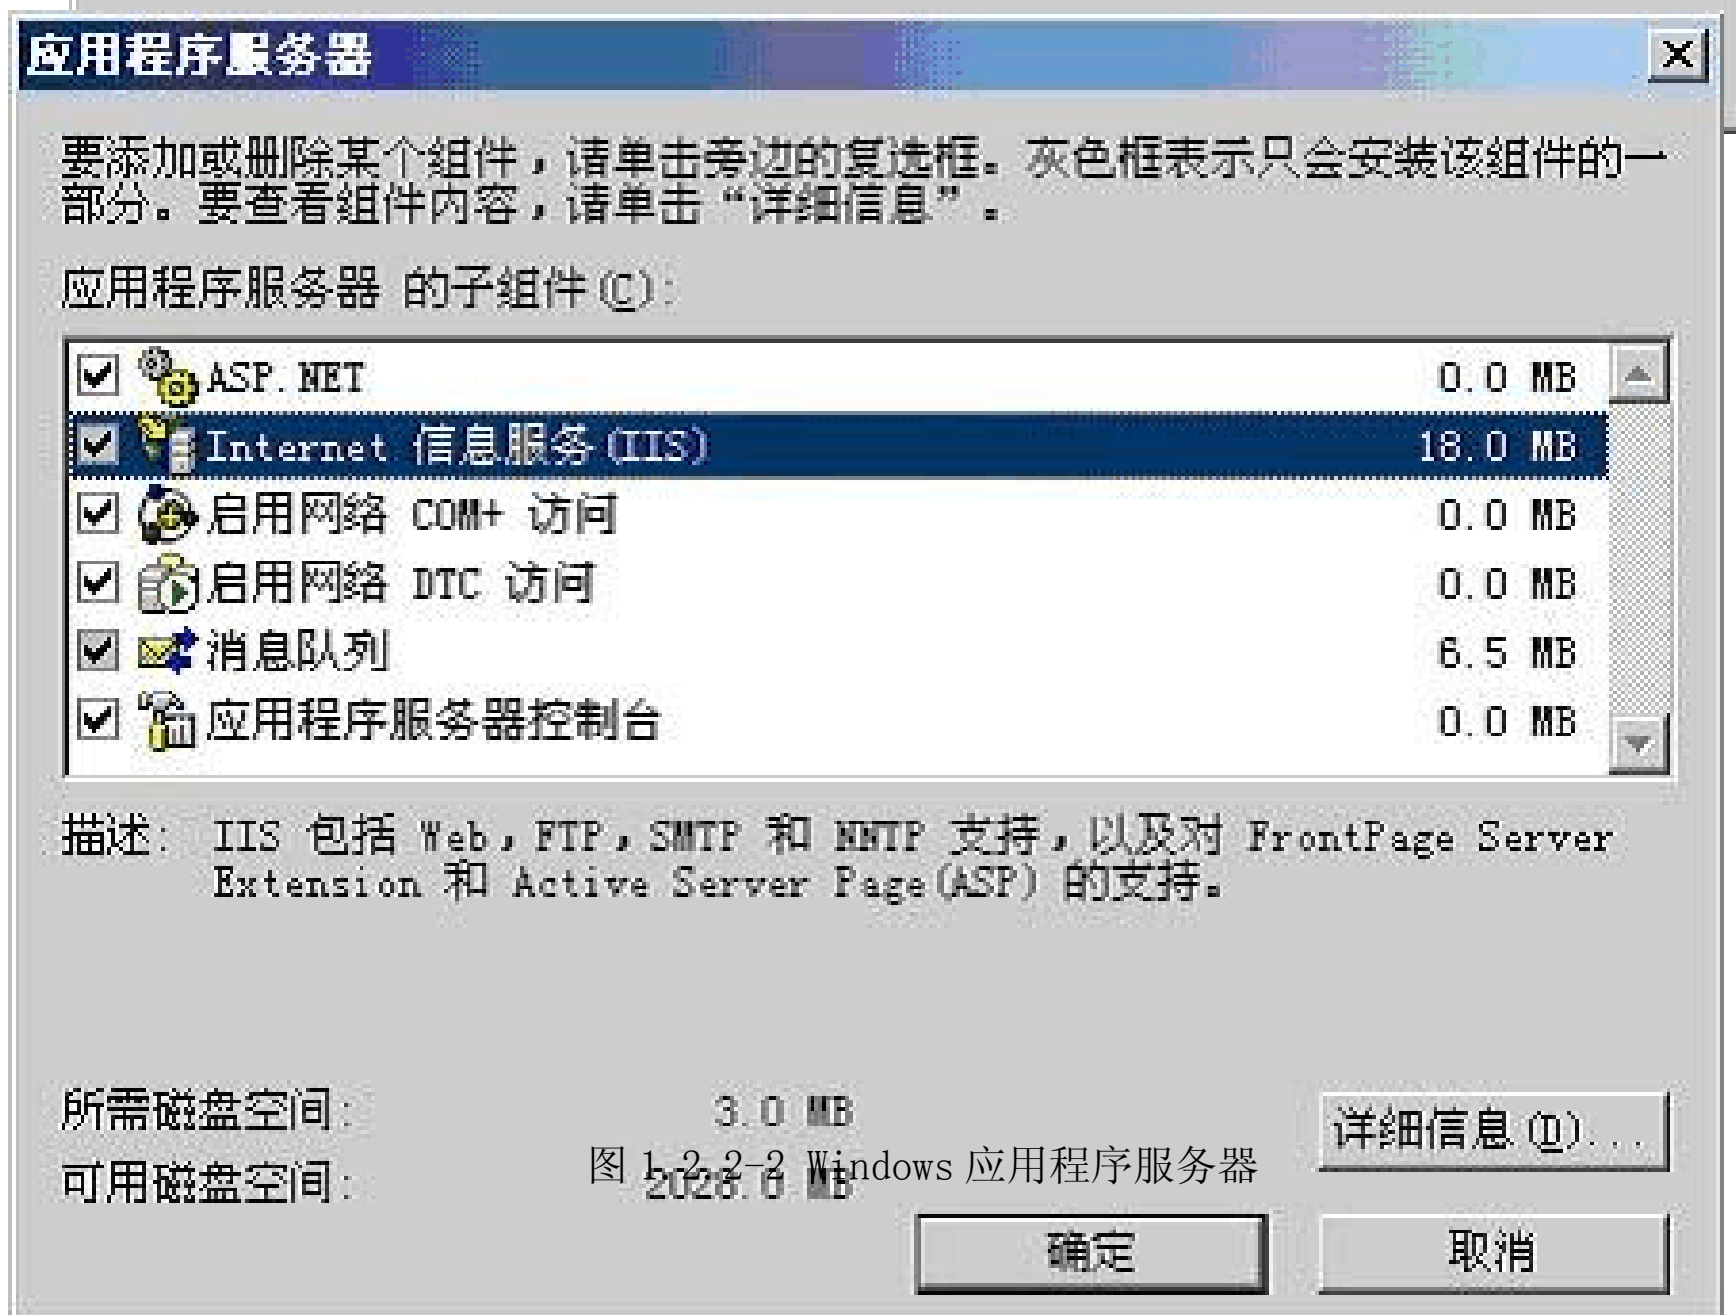 应用程序服务器
要添加或删除某个组件，请单击旁边的复选框。灰色框表示只会安装该组件的一
部分。要查看组件内容，请单击“详细信息”。
应用程序服务器 的子组件(C):
ASP.NET 0.0 MB
Internet 信息服务(IIS) 18.0 MB
启用网络 COM+ 访问 0.0 MB
启用网络 DTC 访问 0.0 MB
消息队列 6.5 MB
应用程序服务器控制台 0.0 MB
描述: IIS 包括 Web，FTP，SMTP 和 NNTP 支持，以及对 FrontPage Server
Extension 和 Active Server Page(ASP) 的支持。
所需磁盘空间: 3.0 MB
详细信息(D)...
图 1.2.2-2 Windows 应用程序服务器
可用磁盘空间: MB
确定
取消